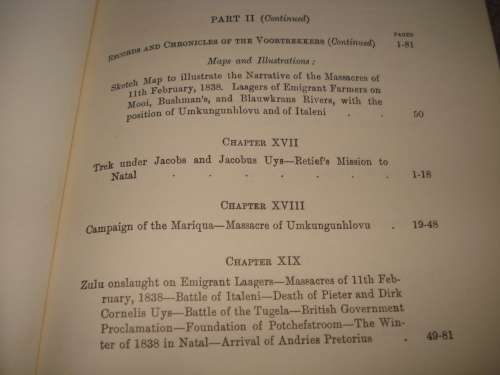 PART II (Continued)
PAGES
RECORDS AND CHRONICLES OF THE VOORTREKKERS (Continued) 1-81
Maps and Illustrations:
Sketch Map to illustrate the Narrative of the Massacres of
11th February, 1838. Laagers of Emigrant Farmers on
Mooi, Bushman's, and Blauwkrans Rivers, with the
position of Umkungunhlovu and of Italeni . . 50
CHAPTER XVII
Trek under Jacobs and Jacobus Uys—Retief's Mission to
Natal . . . . . . 1-18
CHAPTER XVIII
Campaign of the Mariqua—Massacre of Umkungunhlovu . 19-48
CHAPTER XIX
Zulu onslaught on Emigrant Laagers—Massacres of 11th Feb-
ruary, 1838—Battle of Italeni—Death of Pieter and Dirk
Cornelis Uys—Battle of the Tugela—British Government
Proclamation—Foundation of Potchefstroom—The Win-
ter of 1838 in Natal—Arrival of Andries Pretorius . 49-81